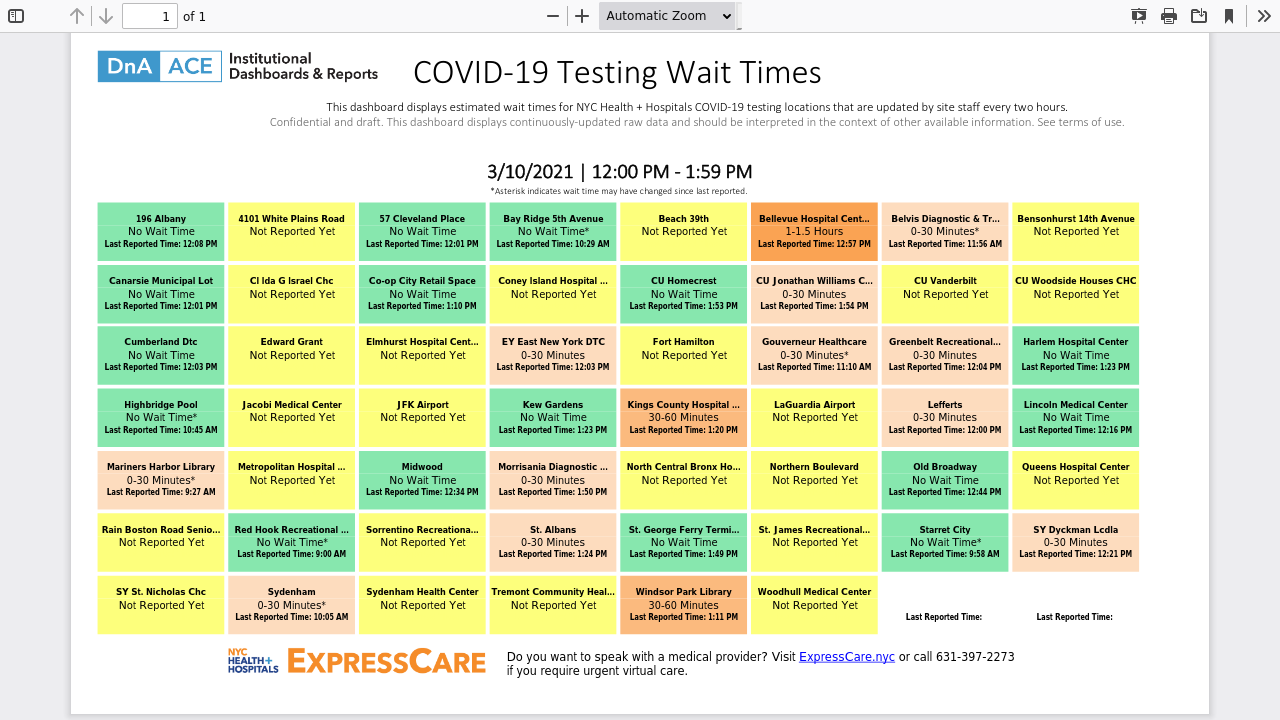 1 of 1 Automatic Zoom
DnA ACE Institutional
Dashboards & Reports
COVID-19 Testing Wait Times
This dashboard displays estimated wait times for NYC Health + Hospitals COVID-19 testing locations that are updated by site staff every two hours.
Confidential and draft. This dashboard displays continuously-updated raw data and should be interpreted in the context of other available information. See terms of use.
3/10/2021 | 12:00 PM - 1:59 PM
*Asterisk indicates wait time may have changed since last reported.
196 Albany
No Wait Time
Last Reported Time: 12:08 PM
4101 White Plains Road
Not Reported Yet
57 Cleveland Place
No Wait Time
Last Reported Time: 12:01 PM
Bay Ridge 5th Avenue
No Wait Time*
Last Reported Time: 10:29 AM
Beach 39th
Not Reported Yet
Bellevue Hospital Cent...
1-1.5 Hours
Last Reported Time: 12:57 PM
Belvis Diagnostic & Tr...
0-30 Minutes*
Last Reported Time: 11:56 AM
Bensonhurst 14th Avenue
Not Reported Yet
Canarsie Municipal Lot
No Wait Time
Last Reported Time: 12:01 PM
CI Ida G Israel Chc
Not Reported Yet
Co-op City Retail Space
No Wait Time
Last Reported Time: 1:10 PM
Coney Island Hospital ...
Not Reported Yet
CU Homecrest
No Wait Time
Last Reported Time: 1:53 PM
CU Jonathan Williams C...
0-30 Minutes
Last Reported Time: 1:54 PM
CU Vanderbilt
Not Reported Yet
CU Woodside Houses CHC
Not Reported Yet
Cumberland Dtc
No Wait Time
Last Reported Time: 12:03 PM
Edward Grant
Not Reported Yet
Elmhurst Hospital Cent...
Not Reported Yet
EY East New York DTC
0-30 Minutes
Last Reported Time: 12:03 PM
Fort Hamilton
Not Reported Yet
Gouverneur Healthcare
0-30 Minutes*
Last Reported Time: 11:10 AM
Greenbelt Recreational...
0-30 Minutes
Last Reported Time: 12:04 PM
Harlem Hospital Center
No Wait Time
Last Reported Time: 1:23 PM
Highbridge Pool
No Wait Time*
Last Reported Time: 10:45 AM
Jacobi Medical Center
Not Reported Yet
JFK Airport
Not Reported Yet
Kew Gardens
No Wait Time
Last Reported Time: 1:23 PM
Kings County Hospital ...
30-60 Minutes
Last Reported Time: 1:20 PM
LaGuardia Airport
Not Reported Yet
Lefferts
0-30 Minutes
Last Reported Time: 12:00 PM
Lincoln Medical Center
No Wait Time
Last Reported Time: 12:16 PM
Mariners Harbor Library
0-30 Minutes*
Last Reported Time: 9:27 AM
Metropolitan Hospital ...
Not Reported Yet
Midwood
No Wait Time
Last Reported Time: 12:34 PM
Morrisania Diagnostic ...
0-30 Minutes
Last Reported Time: 1:50 PM
North Central Bronx Ho...
Not Reported Yet
Northern Boulevard
Not Reported Yet
Old Broadway
No Wait Time
Last Reported Time: 12:44 PM
Queens Hospital Center
Not Reported Yet
Rain Boston Road Senio...
Not Reported Yet
Red Hook Recreational ...
No Wait Time*
Last Reported Time: 9:00 AM
Sorrentino Recreationa...
Not Reported Yet
St. Albans
0-30 Minutes
Last Reported Time: 1:24 PM
St. George Ferry Termi...
No Wait Time
Last Reported Time: 1:49 PM
St. James Recreational...
Not Reported Yet
Starret City
No Wait Time*
Last Reported Time: 9:58 AM
SY Dyckman Lcdla
0-30 Minutes
Last Reported Time: 12:21 PM
SY St. Nicholas Chc
Not Reported Yet
Sydenham
0-30 Minutes*
Last Reported Time: 10:05 AM
Sydenham Health Center
Not Reported Yet
Tremont Community Heal...
Not Reported Yet
Windsor Park Library
30-60 Minutes
Last Reported Time: 1:11 PM
Woodhull Medical Center
Not Reported Yet
Last Reported Time:
Last Reported Time:
NYC
HEALTH+
HOSPITALS
EXPRESSCARE
Do you want to speak with a medical provider? Visit ExpressCare.nyc or call 631-397-2273
if you require urgent virtual care.